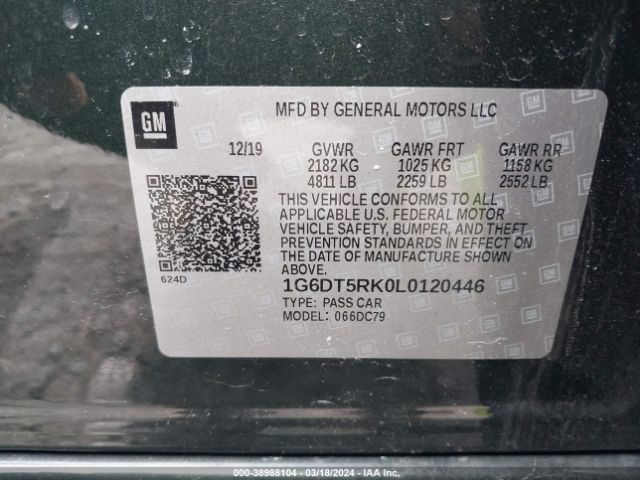 GM
MFD BY GENERAL MOTORS LLC
12/19 GVWR GAWR FRT GAWR RR
2182 KG 1025 KG 1158 KG
4811 LB 2259 LB 2552 LB
THIS VEHICLE CONFORMS TO ALL
APPLICABLE U.S. FEDERAL MOTOR
VEHICLE SAFETY, BUMPER, AND THEFT
PREVENTION STANDARDS IN EFFECT ON
THE DATE OF MANUFACTURE SHOWN
ABOVE.
624D
1G6DT5RK0L0120446
TYPE: PASS CAR
MODEL: 066DC79
000-38988104 — 03/18/2024 — IAAI.COM